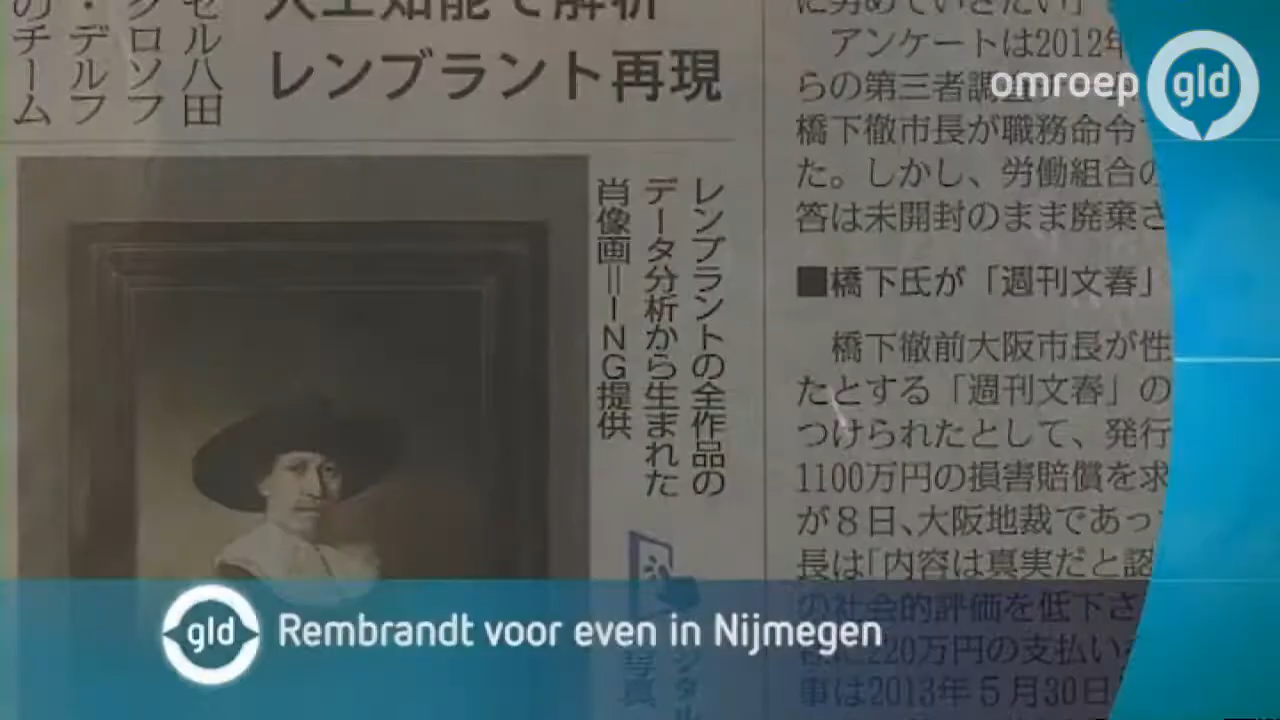 人工知能で解析
レンブラント再現
セル八田
クロソフ
・デルフ
のチーム
レンブラントの全作品の
データ分析から生まれた
肖像画＝ING提供
に努めていきたい」
アンケートは2012年
らの第三者調査
橋下徹市長が職務命令
た。しかし、労働組合の
答は未開封のまま廃棄さ
■橋下氏が「週刊文春」
橋下徹前大阪市長が性
たとする「週刊文春」の
つけられたとして、発行
1100万円の損害賠償を求
が8日、大阪地裁であっ
長は「内容は真実だと認
の社会的評価を低下さ
220万円の支払い
事は2013年5月30日
omroep gld
gld
Rembrandt voor even in Nijmegen